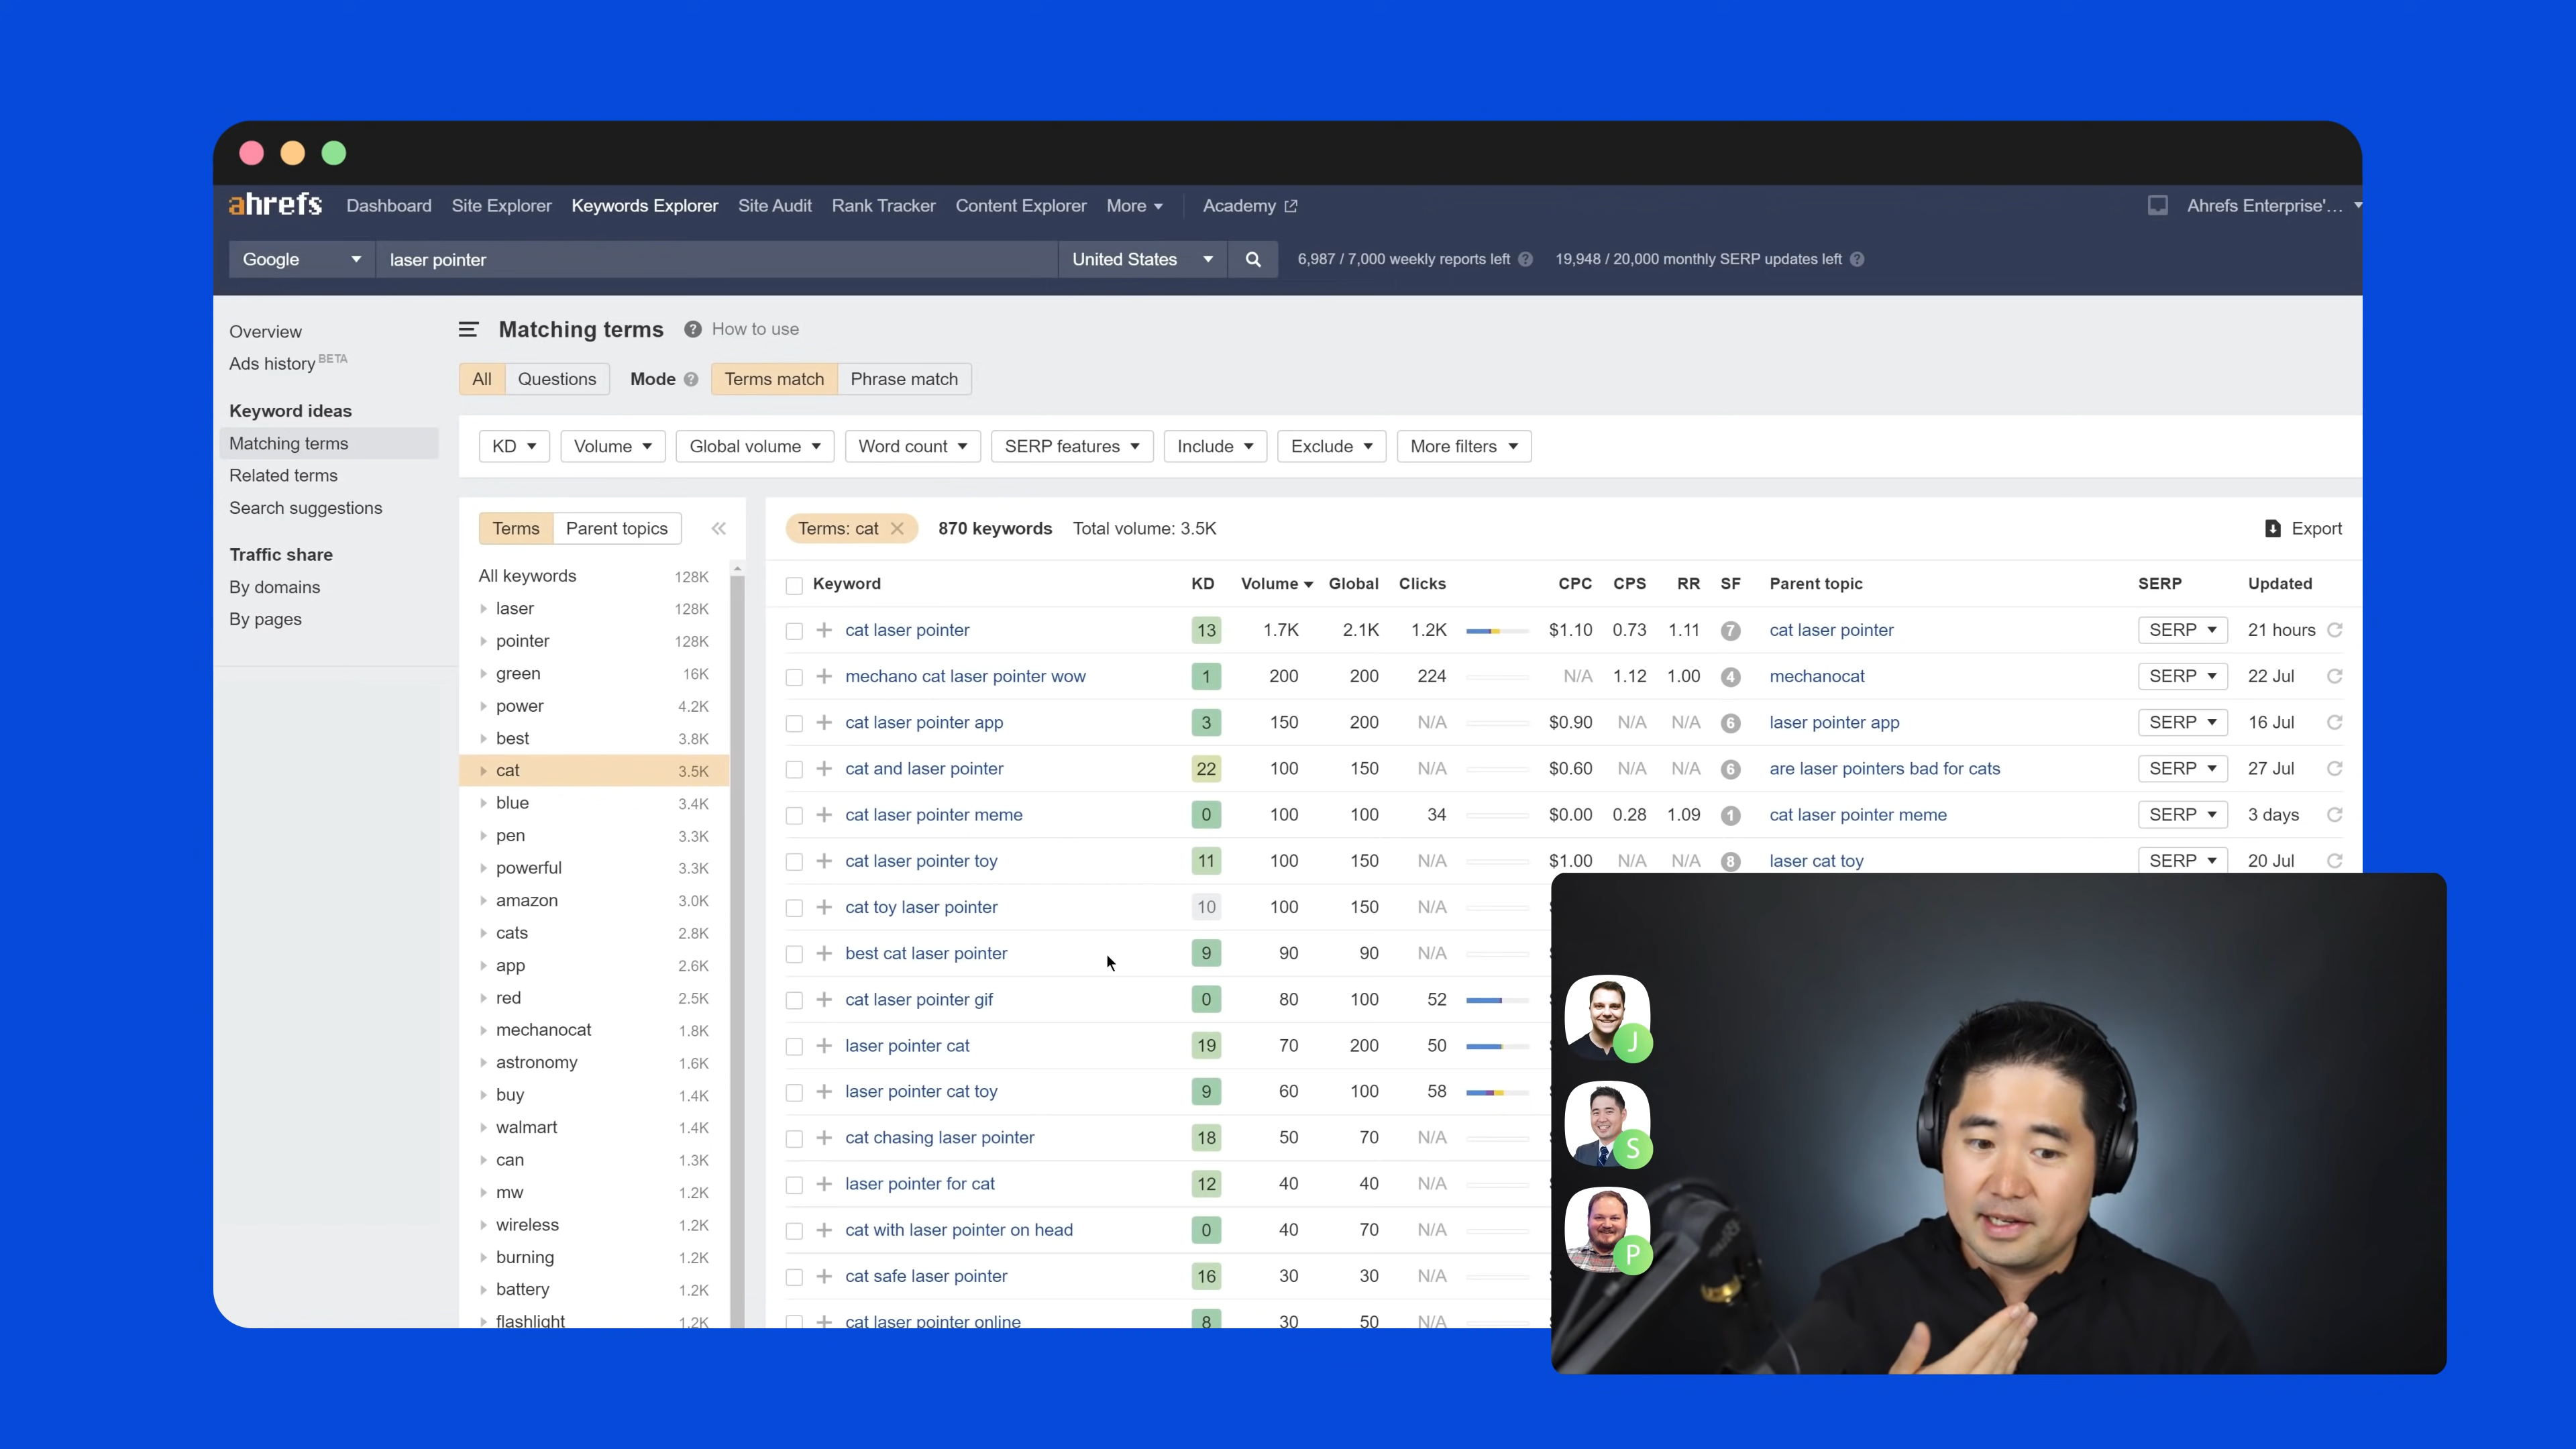 ahrefs Dashboard Site Explorer Keywords Explorer Site Audit Rank Tracker Content Explorer More Academy Ahrefs Enterprise'...
Google laser pointer United States 6,987 / 7,000 weekly reports left ? 19,948 / 20,000 monthly SERP updates left ?
Overview
Ads history BETA
Keyword ideas
Matching terms
Related terms
Search suggestions
Traffic share
By domains
By pages
Matching terms ? How to use
All Questions Mode ? Terms match Phrase match
KD Volume Global volume Word count SERP features Include Exclude More filters
Terms Parent topics
All keywords 128K
laser 128K
pointer 128K
green 16K
power 4.2K
best 3.8K
cat 3.5K
blue 3.4K
pen 3.3K
powerful 3.3K
amazon 3.0K
cats 2.8K
app 2.6K
red 2.5K
mechanocat 1.8K
astronomy 1.6K
buy 1.4K
walmart 1.4K
can 1.3K
mw 1.2K
wireless 1.2K
burning 1.2K
battery 1.2K
flashlight 1.2K
Terms: cat 870 keywords Total volume: 3.5K Export
Keyword KD Volume Global Clicks CPC CPS RR SF Parent topic SERP Updated
cat laser pointer 13 1.7K 2.1K 1.2K $1.10 0.73 1.11 7 cat laser pointer SERP 21 hours
mechano cat laser pointer wow 1 200 200 224 N/A 1.12 1.00 4 mechanocat SERP 22 Jul
cat laser pointer app 3 150 200 N/A $0.90 N/A N/A 6 laser pointer app SERP 16 Jul
cat and laser pointer 22 100 150 N/A $0.60 N/A N/A 6 are laser pointers bad for cats SERP 27 Jul
cat laser pointer meme 0 100 100 34 $0.00 0.28 1.09 1 cat laser pointer meme SERP 3 days
cat laser pointer toy 11 100 150 N/A $1.00 N/A N/A 8 laser cat toy SERP 20 Jul
cat toy laser pointer 10 100 150 N/A
best cat laser pointer 9 90 90 N/A
cat laser pointer gif 0 80 100 52
laser pointer cat 19 70 200 50
laser pointer cat toy 9 60 100 58
cat chasing laser pointer 18 50 70 N/A
laser pointer for cat 12 40 40 N/A
cat with laser pointer on head 0 40 70 N/A
cat safe laser pointer 16 30 30 N/A
cat laser pointer online 8 30 50 N/A
J
S
P